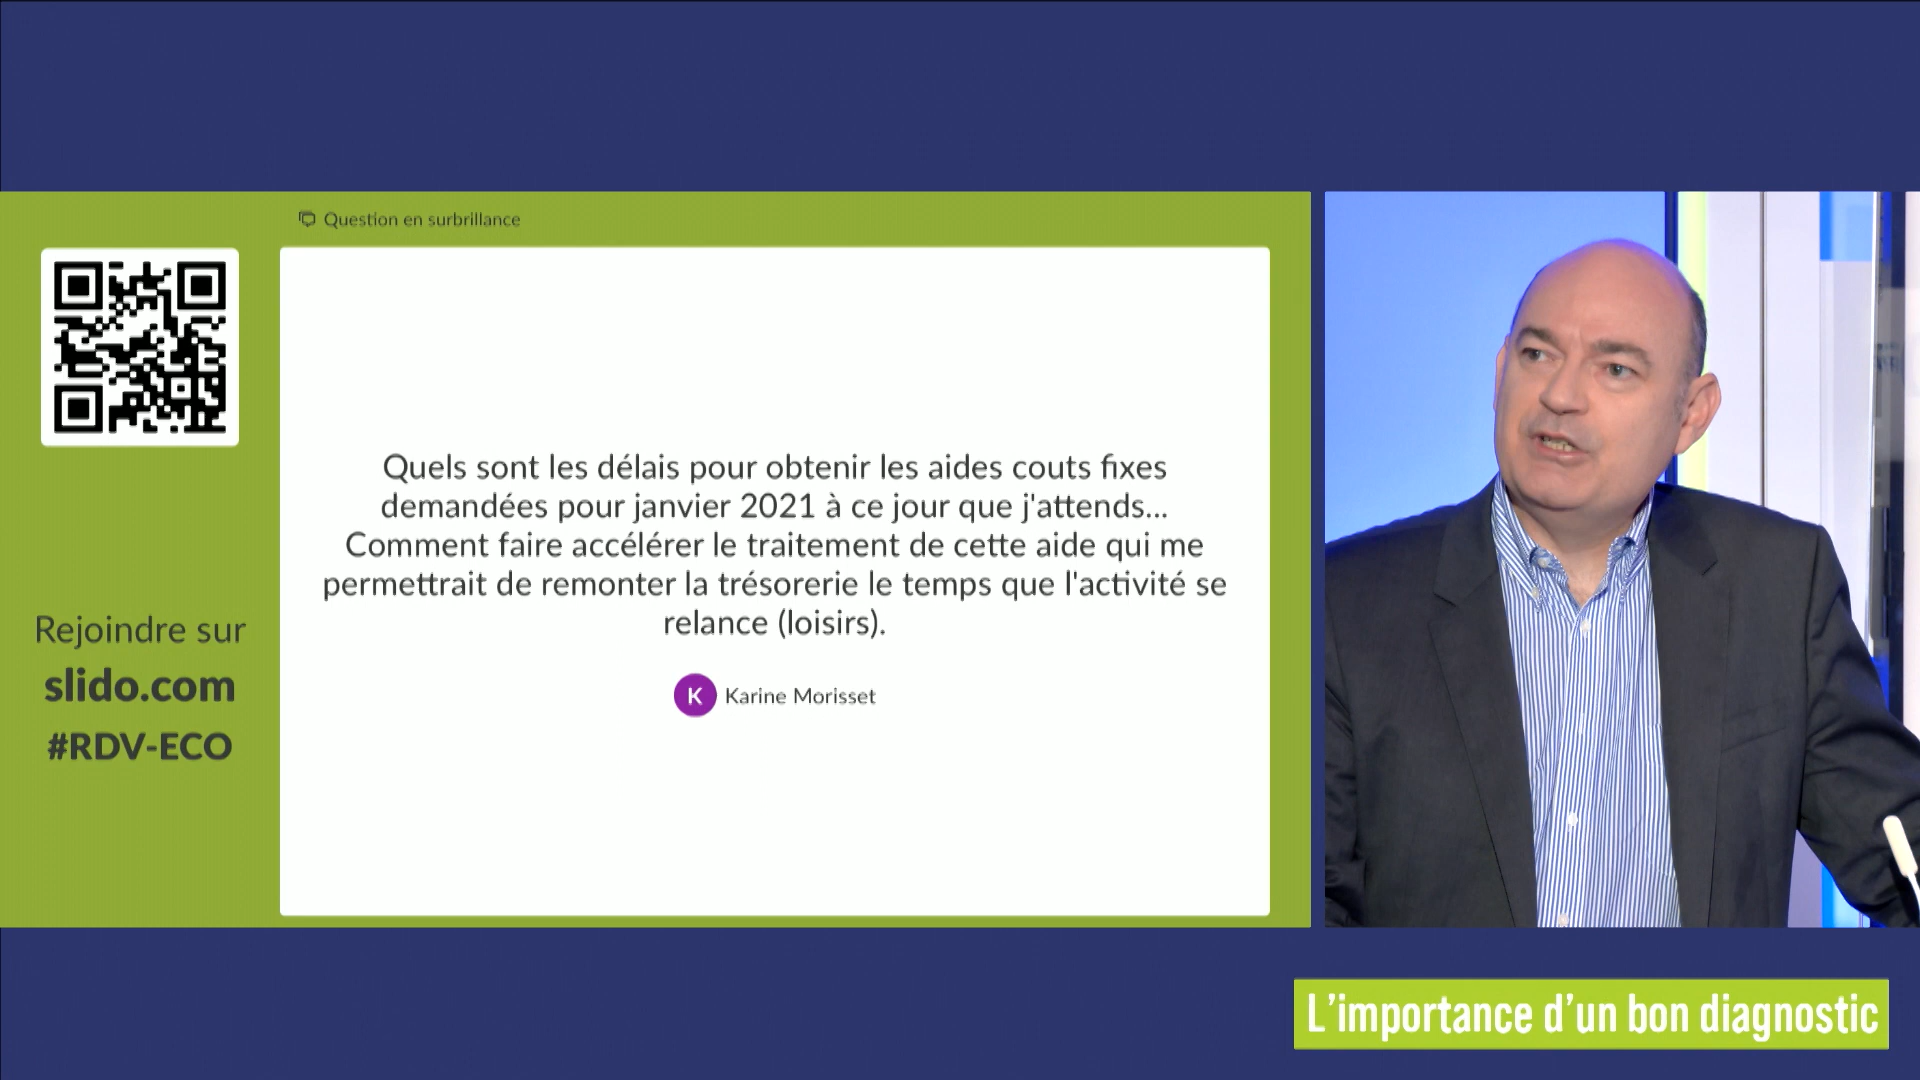 Question en surbrillance
Quels sont les délais pour obtenir les aides couts fixes
demandées pour janvier 2021 à ce jour que j'attends...
Comment faire accélérer le traitement de cette aide qui me
permettrait de remonter la trésorerie le temps que l'activité se
relance (loisirs).
K Karine Morisset
Rejoindre sur
slido.com
#RDV-ECO
L'importance d'un bon diagnostic